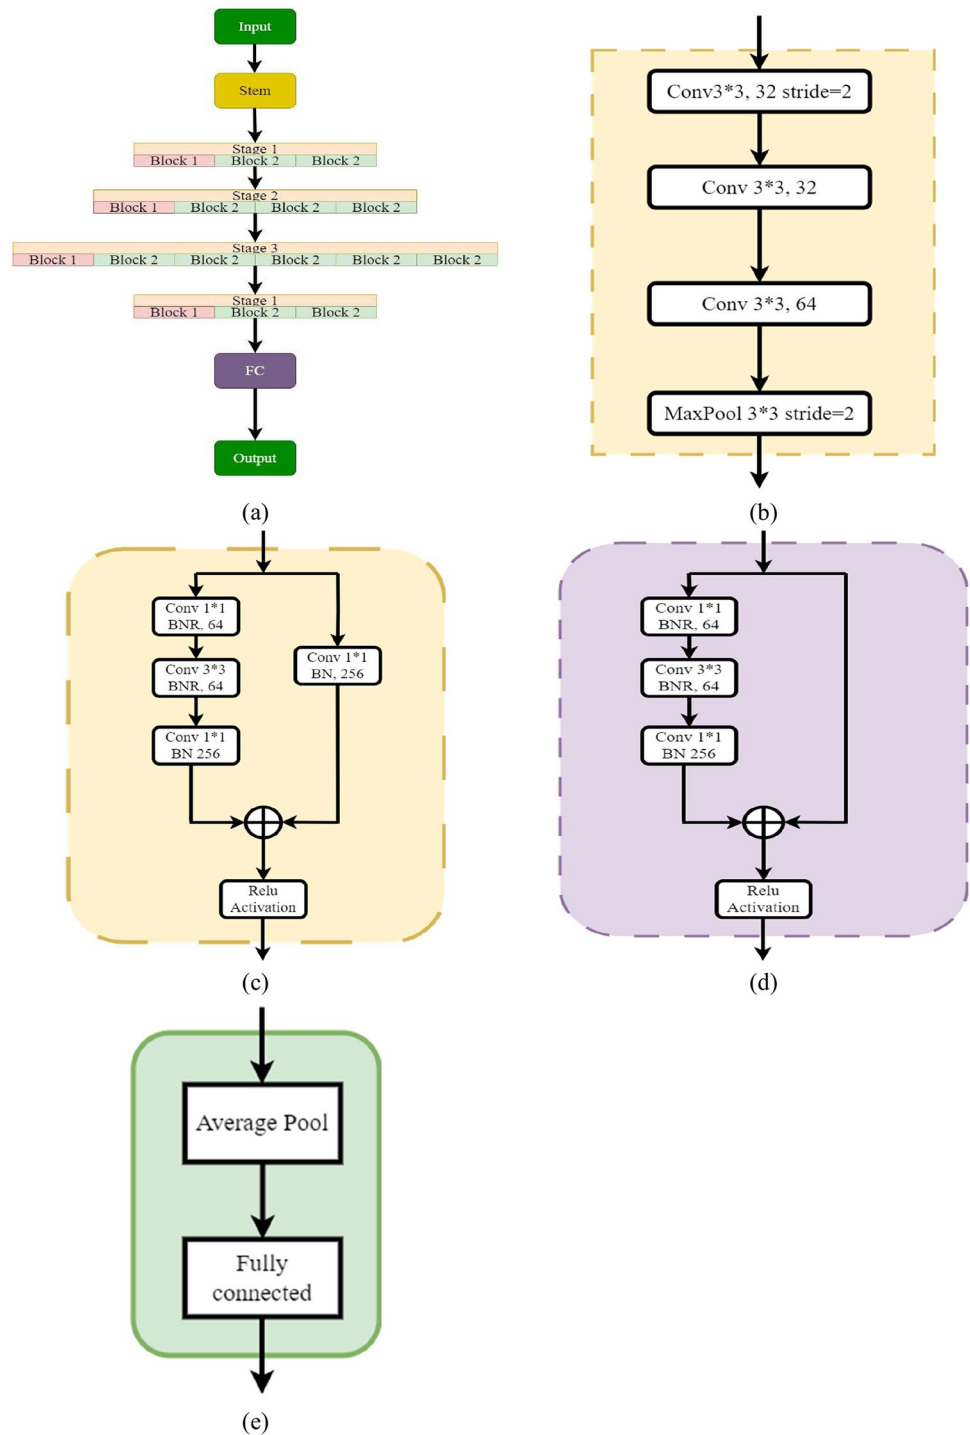 Input
Stem
Stage 1
Block 1 Block 2 Block 2
Stage 2
Block 1 Block 2 Block 2 Block 2
Stage 3
Block 1 Block 2 Block 2 Block 2 Block 2 Block 2
Stage 1
Block 1 Block 2 Block 2
FC
Output
(a)
Conv3*3, 32 stride=2
Conv 3*3, 32
Conv 3*3, 64
MaxPool 3*3 stride=2
(b)
Conv 1*1
BNR, 64
Conv 3*3
BNR, 64
Conv 1*1
BN 256
Conv 1*1
BN, 256
Relu
Activation
(c)
Conv 1*1
BNR, 64
Conv 3*3
BNR, 64
Conv 1*1
BN 256
Relu
Activation
(d)
Average Pool
Fully
connected
(e)